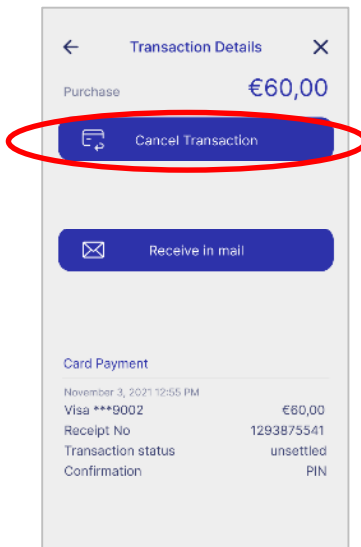 Transaction Details
Purchase €60,00
Cancel Transaction
Receive in mail
Card Payment
November 3, 2021 12:55 PM
Visa ***9002 €60,00
Receipt No 1293875541
Transaction status unsettled
Confirmation PIN